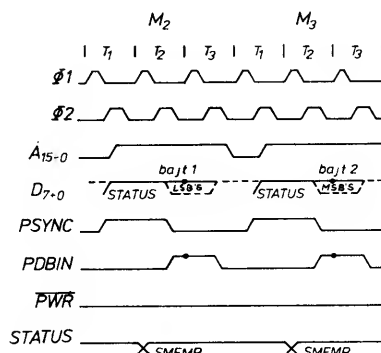 M2 M3
T1 T2 T3 T1 T2 T3
Φ1
Φ2
A15-0
bajt 1 bajt 2
D7÷0 STATUS LSB'S STATUS MSB'S
PSYNC
PDBIN
PWR
STATUS SMEMR SMEMR